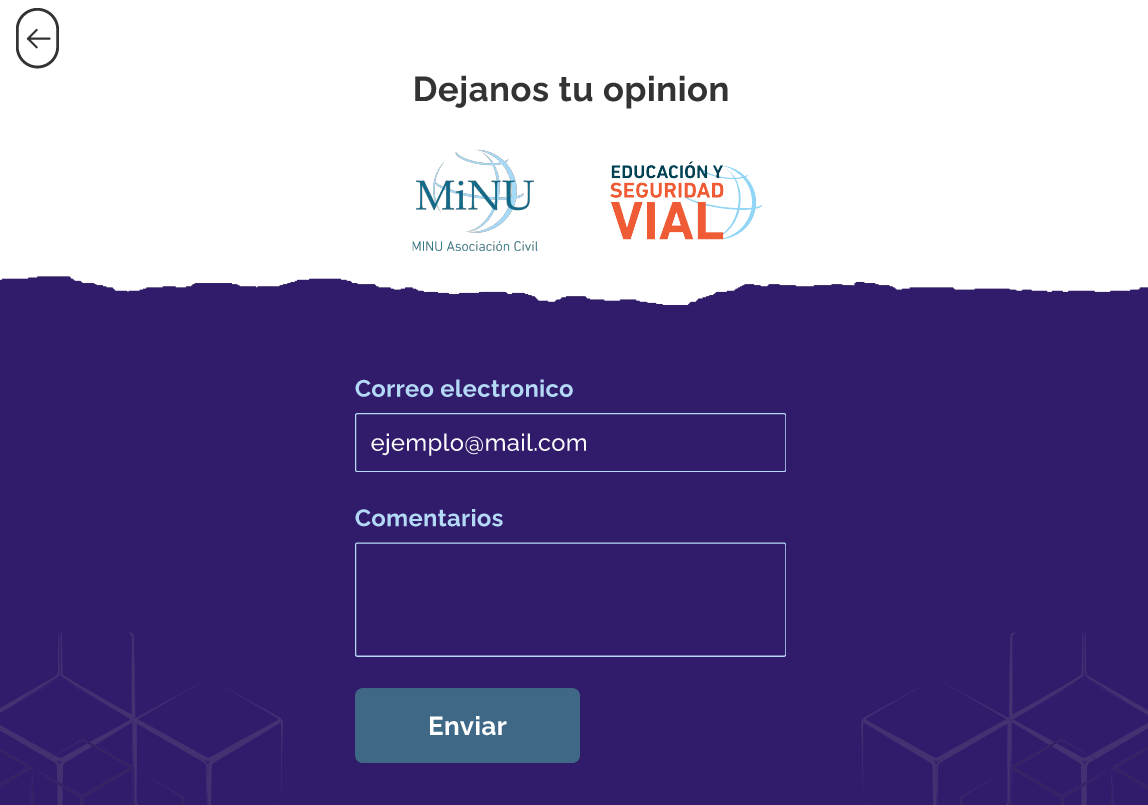 Dejanos tu opinion
MiNU
MINU Asociación Civil
EDUCACIÓN Y
SEGURIDAD
VIAL
Correo electronico
ejemplo@mail.com
Comentarios
Enviar